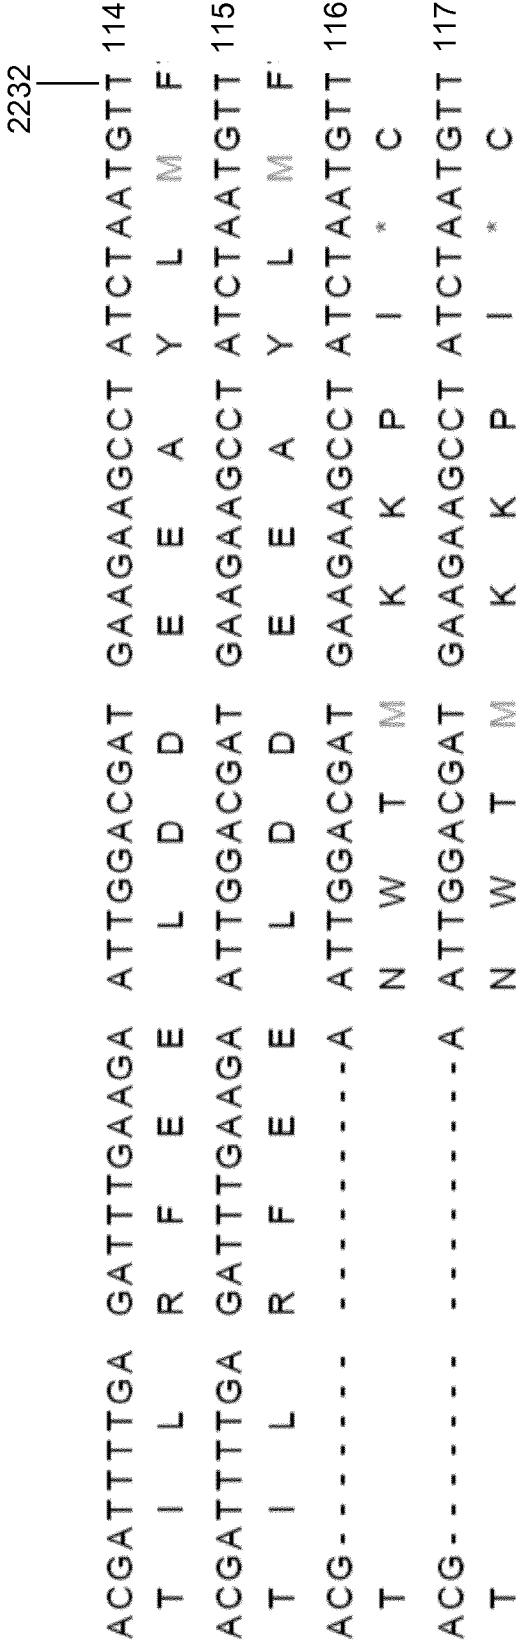 2232
ACGATTTTGA GATTTGAAGA ATTGGACGAT GAAGAAGCCT ATCTAATGTT 114
T I L R F E E L D D E E A Y L M F
ACGATTTTGA GATTTGAAGA ATTGGACGAT GAAGAAGCCT ATCTAATGTT 115
T I L R F E E L D D E E A Y L M F
ACG------- ---------A ATTGGACGAT GAAGAAGCCT ATCTAATGTT 116
T N W T M K K P I * C
ACG------- ---------A ATTGGACGAT GAAGAAGCCT ATCTAATGTT 117
T N W T M K K P I * C